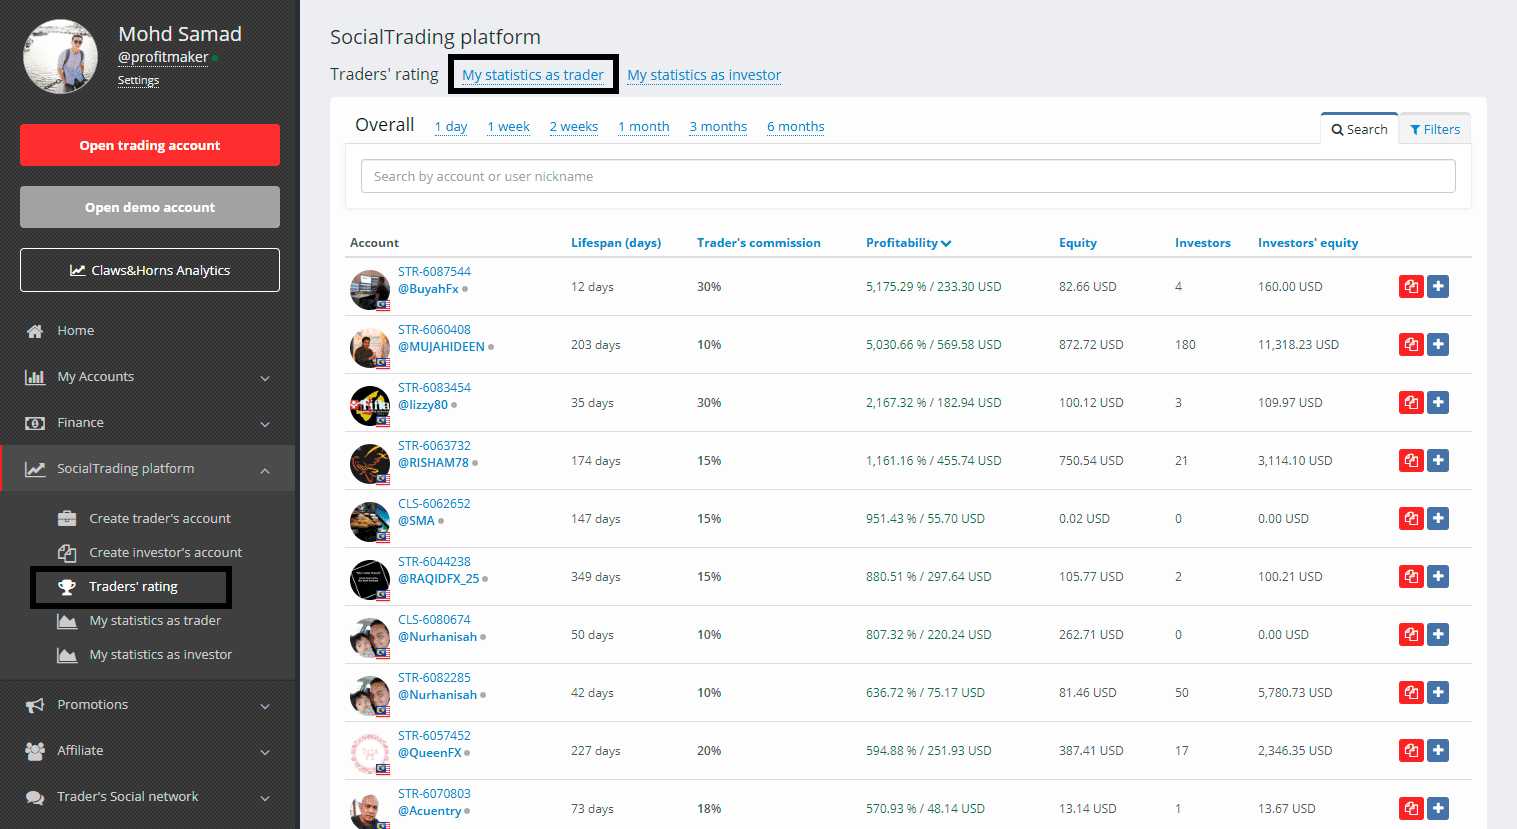 Mohd Samad
@profitmaker
Settings
Open trading account
Open demo account
Claws&Horns Analytics
Home
My Accounts
Finance
SocialTrading platform
Create trader's account
Create investor's account
Traders' rating
My statistics as trader
My statistics as investor
Promotions
Affiliate
Trader's Social network
SocialTrading platform
Traders' rating My statistics as trader My statistics as investor
Overall 1 day 1 week 2 weeks 1 month 3 months 6 months Search Filters
Search by account or user nickname
Account Lifespan (days) Trader's commission Profitability Equity Investors Investors' equity
STR-6087544
@BuyahFx 12 days 30% 5,175.29 % / 233.30 USD 82.66 USD 4 160.00 USD
STR-6060408
@MUJAHIDEEN 203 days 10% 5,030.66 % / 569.58 USD 872.72 USD 180 11,318.23 USD
STR-6083454
@lizzy80 35 days 30% 2,167.32 % / 182.94 USD 100.12 USD 3 109.97 USD
STR-6063732
@RISHAM78 174 days 15% 1,161.16 % / 455.74 USD 750.54 USD 21 3,114.10 USD
CLS-6062652
@SMA 147 days 15% 951.43 % / 55.70 USD 0.02 USD 0 0.00 USD
STR-6044238
@RAQIDFX_25 349 days 15% 880.51 % / 297.64 USD 105.77 USD 2 100.21 USD
CLS-6080674
@Nurhanisah 50 days 10% 807.32 % / 220.24 USD 262.71 USD 0 0.00 USD
STR-6082285
@Nurhanisah 42 days 10% 636.72 % / 75.17 USD 81.46 USD 50 5,780.73 USD
STR-6057452
@QueenFX 227 days 20% 594.88 % / 251.93 USD 387.41 USD 17 2,346.35 USD
STR-6070803
@Acuentry 73 days 18% 570.93 % / 48.14 USD 13.14 USD 1 13.67 USD